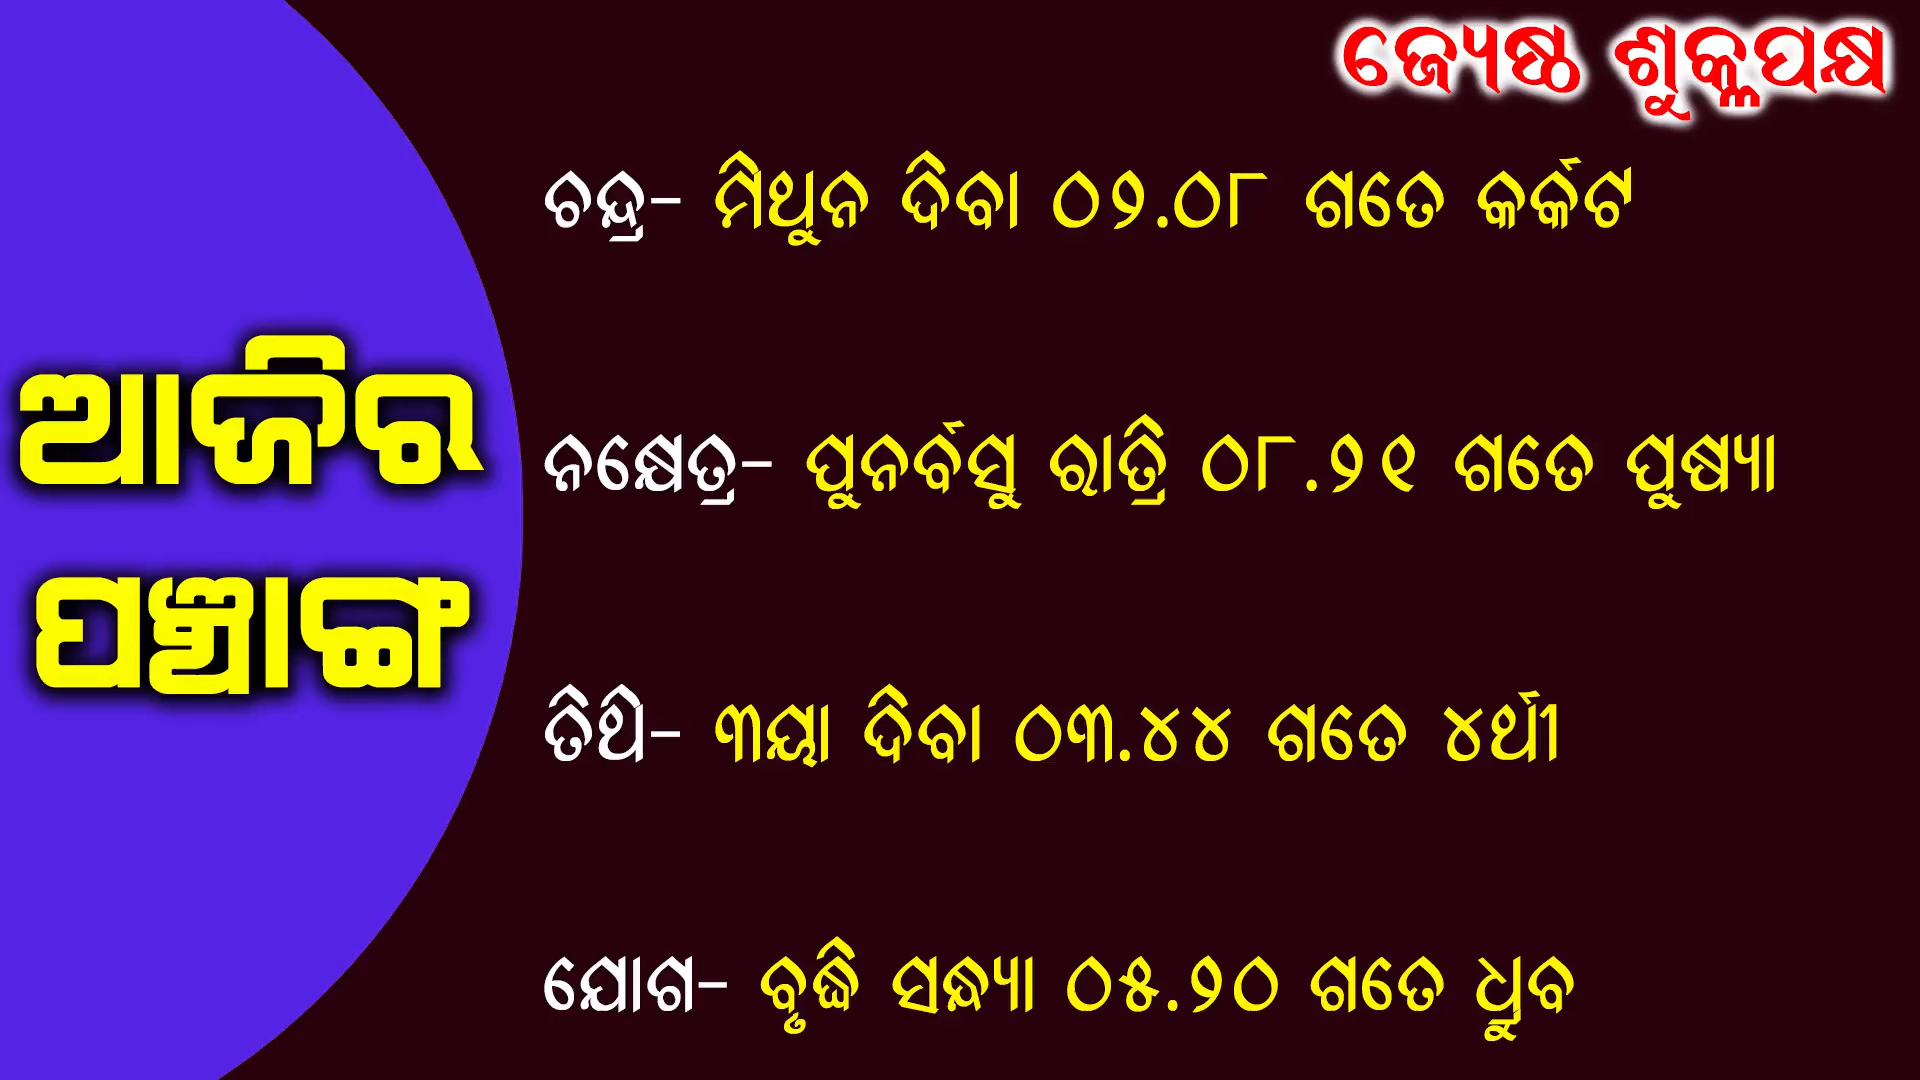 ଜ୍ୟେଷ୍ଠ ଶୁକ୍ଳପକ୍ଷ
ଆଜିର
ପଞ୍ଚାଙ୍ଗ
ଚନ୍ଦ୍ର- ମିଥୁନ ଦିବା ୦୨.୦୮ ଗତେ କର୍କଟ
ନକ୍ଷେତ୍ର- ପୁନର୍ବସୁ ରାତ୍ରି ୦୮.୨୧ ଗତେ ପୁଷ୍ୟା
ତିଥି- ୩ୟା ଦିବା ୦୩.୪୪ ଗତେ ୪ର୍ଥୀ
ଯୋଗ- ବୃଦ୍ଧି ସନ୍ଧ୍ୟା ୦୫.୨୦ ଗତେ ଧ୍ରୁବ